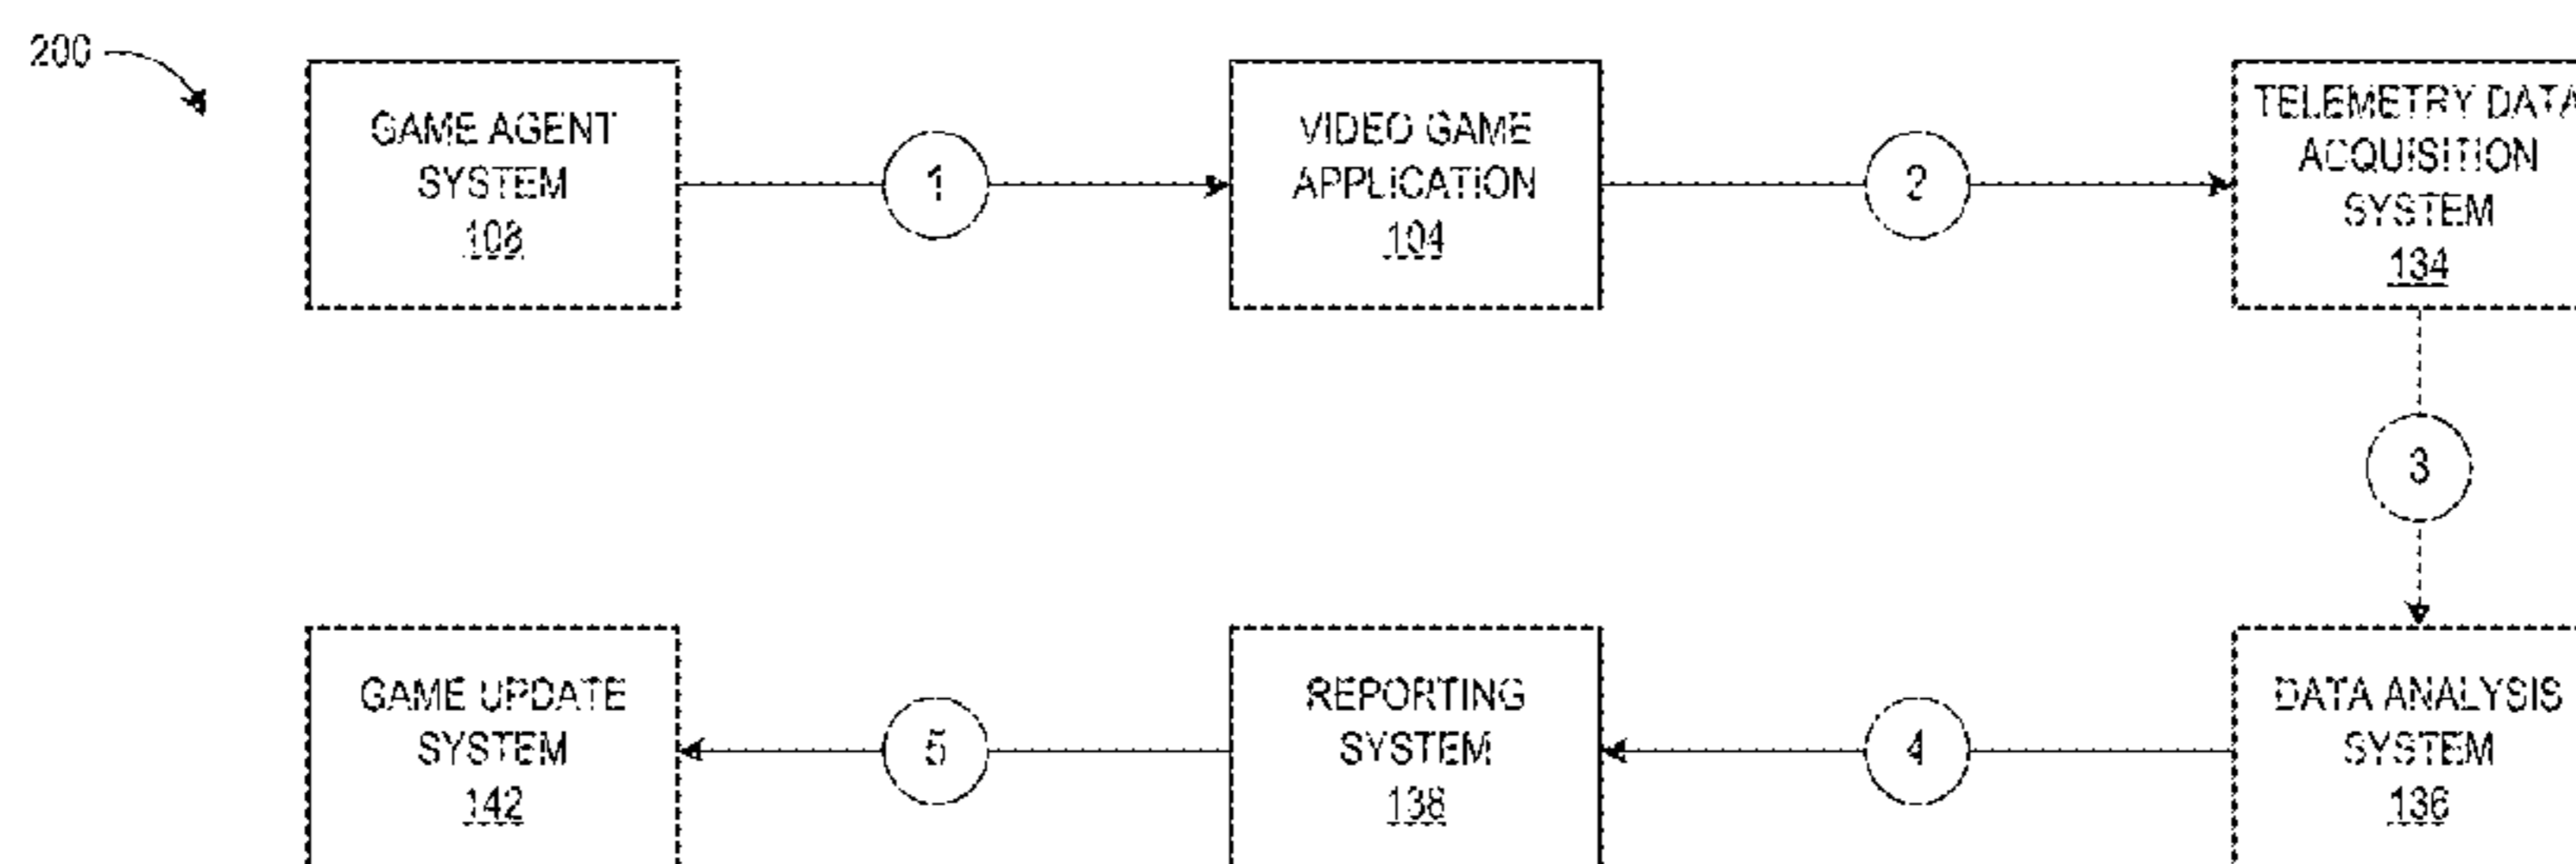 200
GAME AGENT
SYSTEM
108
1
VIDEO GAME
APPLICATION
104
2
TELEMETRY DATA
ACQUISITION
SYSTEM
134
3
GAME UPDATE
SYSTEM
142
5
REPORTING
SYSTEM
138
4
DATA ANALYSIS
SYSTEM
136